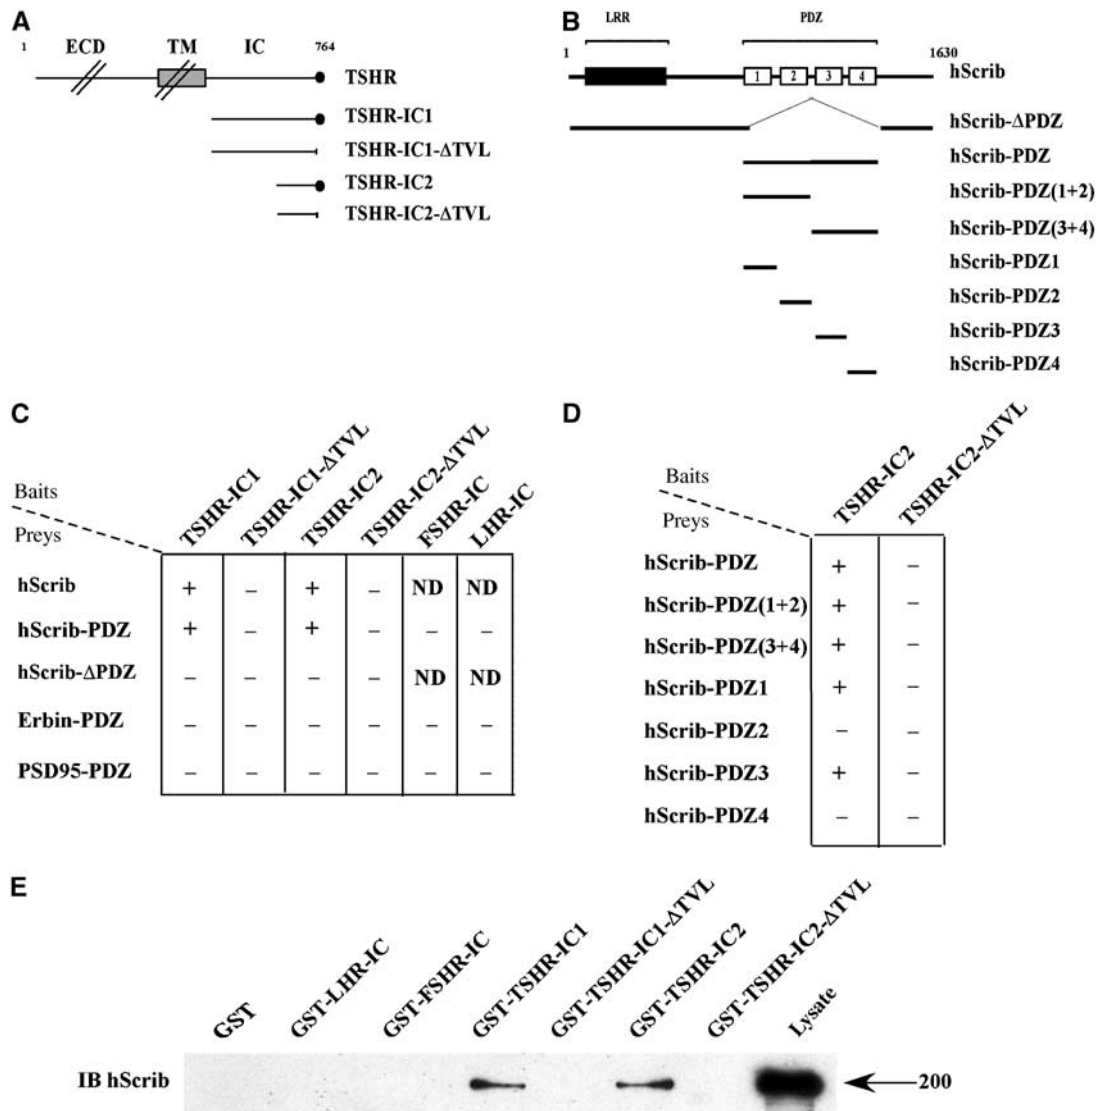 A
1 ECD TM IC 764
TSHR
TSHR-IC1
TSHR-IC1-ΔTVL
TSHR-IC2
TSHR-IC2-ΔTVL
B
LRR PDZ
1 1630
1 2 3 4 hScrib
hScrib-ΔPDZ
hScrib-PDZ
hScrib-PDZ(1+2)
hScrib-PDZ(3+4)
hScrib-PDZ1
hScrib-PDZ2
hScrib-PDZ3
hScrib-PDZ4
C
Baits
Preys
TSHR-IC1 TSHR-IC1-ΔTVL TSHR-IC2 TSHR-IC2-ΔTVL FSHR-IC LHR-IC
hScrib + – + – ND ND
hScrib-PDZ + – + – – –
hScrib-ΔPDZ – – – – ND ND
Erbin-PDZ – – – – – –
PSD95-PDZ – – – – – –
D
Baits
Preys
TSHR-IC2 TSHR-IC2-ΔTVL
hScrib-PDZ + –
hScrib-PDZ(1+2) + –
hScrib-PDZ(3+4) + –
hScrib-PDZ1 + –
hScrib-PDZ2 – –
hScrib-PDZ3 + –
hScrib-PDZ4 – –
E
GST GST-LHR-IC GST-FSHR-IC GST-TSHR-IC1 GST-TSHR-IC1-ΔTVL GST-TSHR-IC2 GST-TSHR-IC2-ΔTVL Lysate
IB hScrib 200